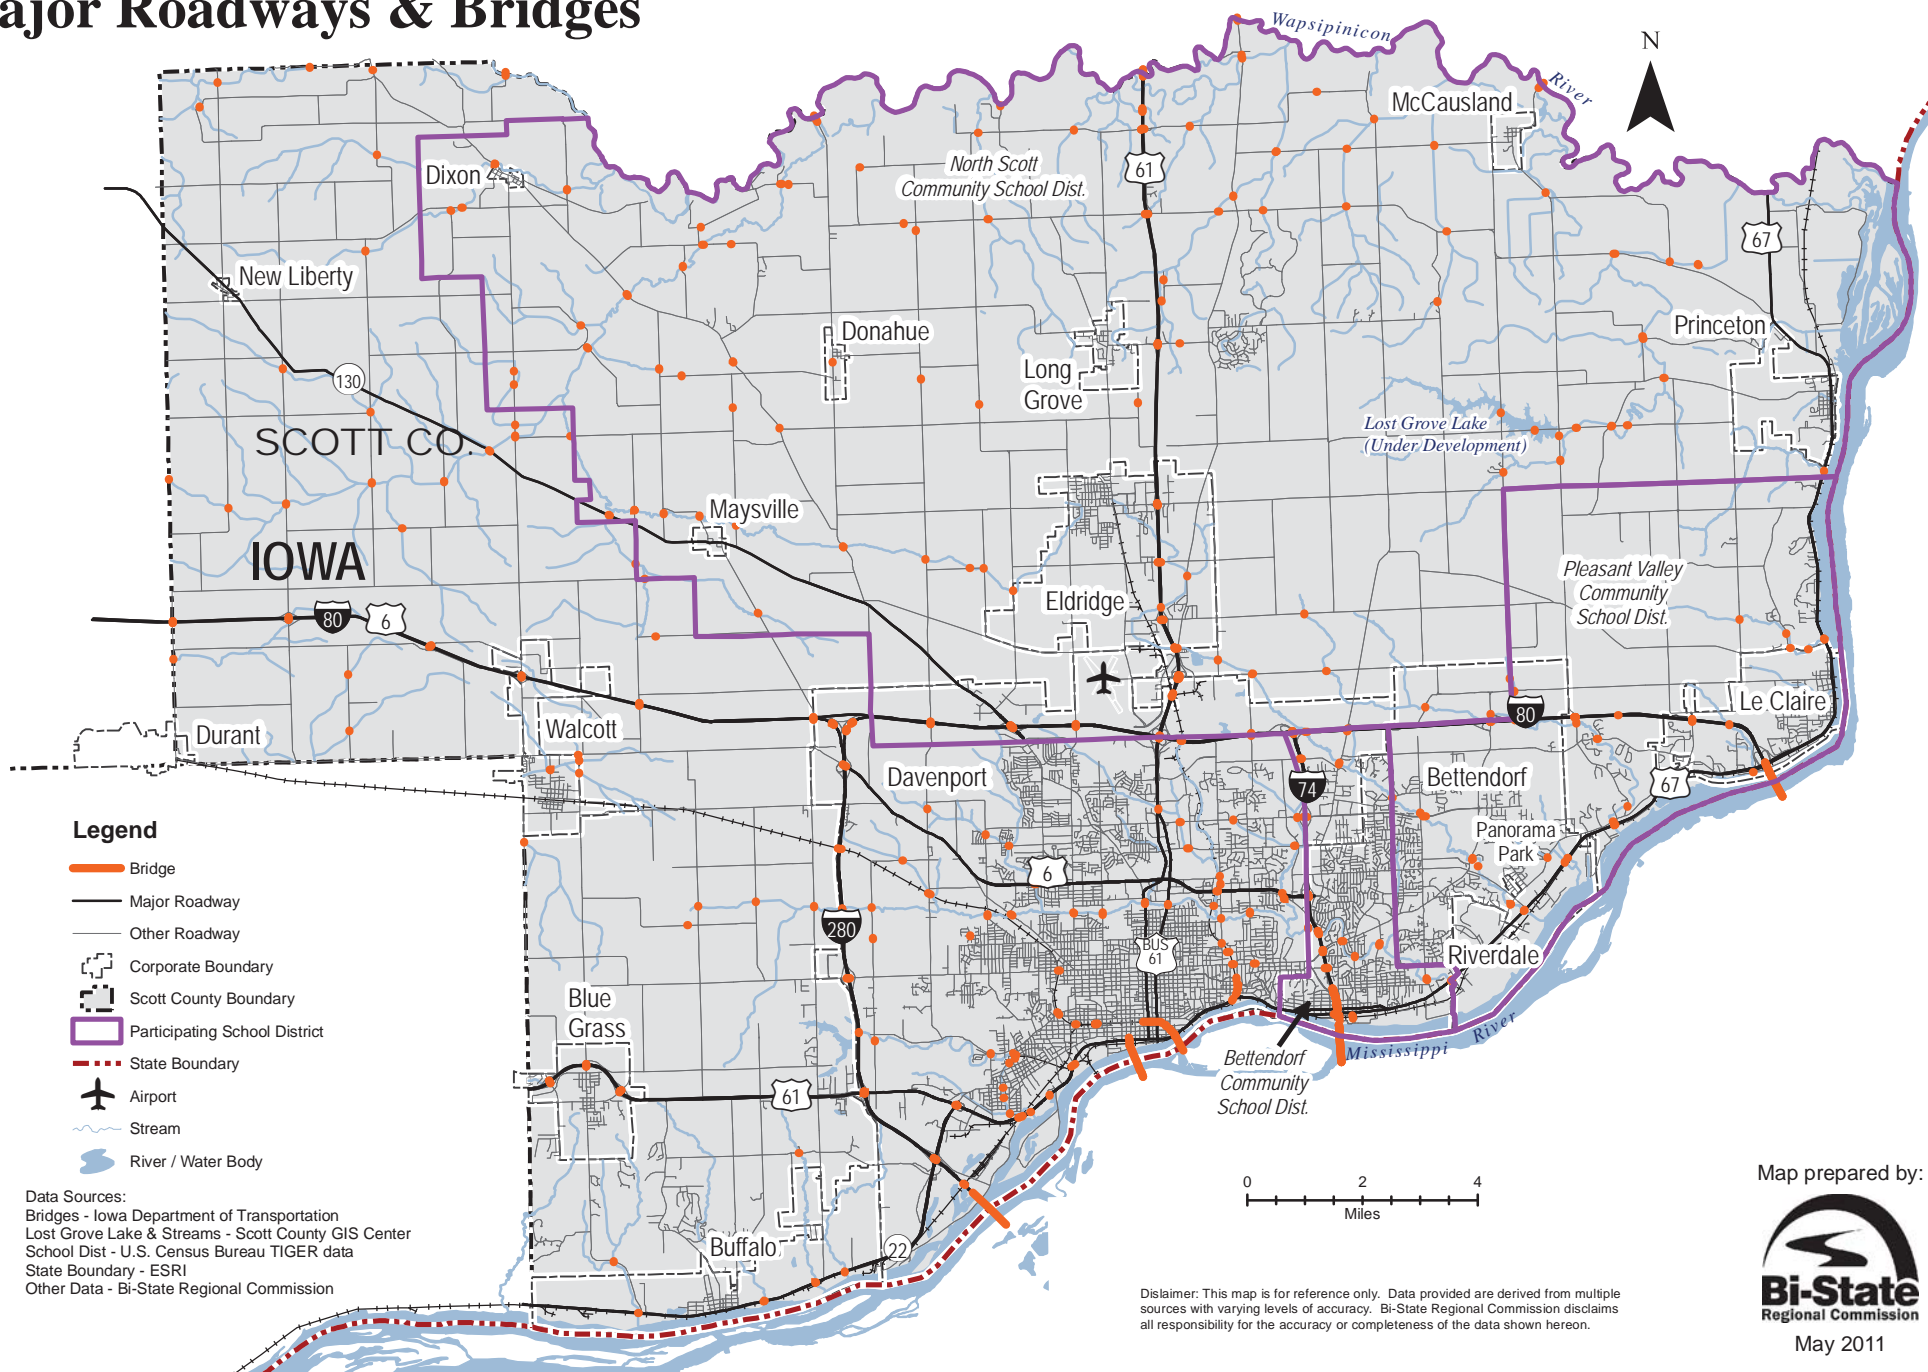 ajor Roadways & Bridges
Wapsipinicon
River
N
McCausland
61
North Scott
Community School Dist.
Dixon
67
New Liberty
Princeton
Donahue
130
Long
Grove
Lost Grove Lake
(Under Development)
SCOTT CO.
Maysville
IOWA
Pleasant Valley
Community
School Dist.
Eldridge
80
6
Le Claire
80
Durant
Walcott
Davenport
74
Bettendorf
67
Panorama
Park
6
280
BUS
61
Riverdale
Blue
Grass
River
Mississippi
Bettendorf
Community
School Dist.
61
Buffalo
22
Legend
Bridge
Major Roadway
Other Roadway
Corporate Boundary
Scott County Boundary
Participating School District
State Boundary
Airport
Stream
River / Water Body
Data Sources:
Bridges - Iowa Department of Transportation
Lost Grove Lake & Streams - Scott County GIS Center
School Dist - U.S. Census Bureau TIGER data
State Boundary - ESRI
Other Data - Bi-State Regional Commission
0 2 4
Miles
Dislaimer: This map is for reference only. Data provided are derived from multiple
sources with varying levels of accuracy. Bi-State Regional Commission disclaims
all responsibility for the accuracy or completeness of the data shown hereon.
Map prepared by:
Bi-State
Regional Commission
May 2011